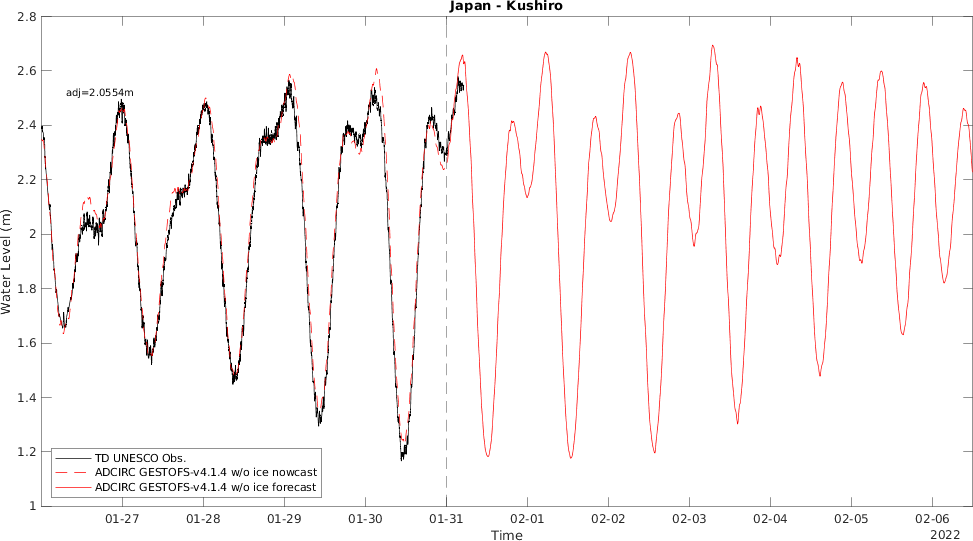 Japan - Kushiro
2.8
2.6
2.4
2.2
2
1.8
1.6
1.4
1.2
1
Water Level (m)
adj=2.0554m
TD UNESCO Obs.
ADCIRC GESTOFS-v4.1.4 w/o ice nowcast
ADCIRC GESTOFS-v4.1.4 w/o ice forecast
01-27 01-28 01-29 01-30 01-31 02-01 02-02 02-03 02-04 02-05 02-06
Time
2022